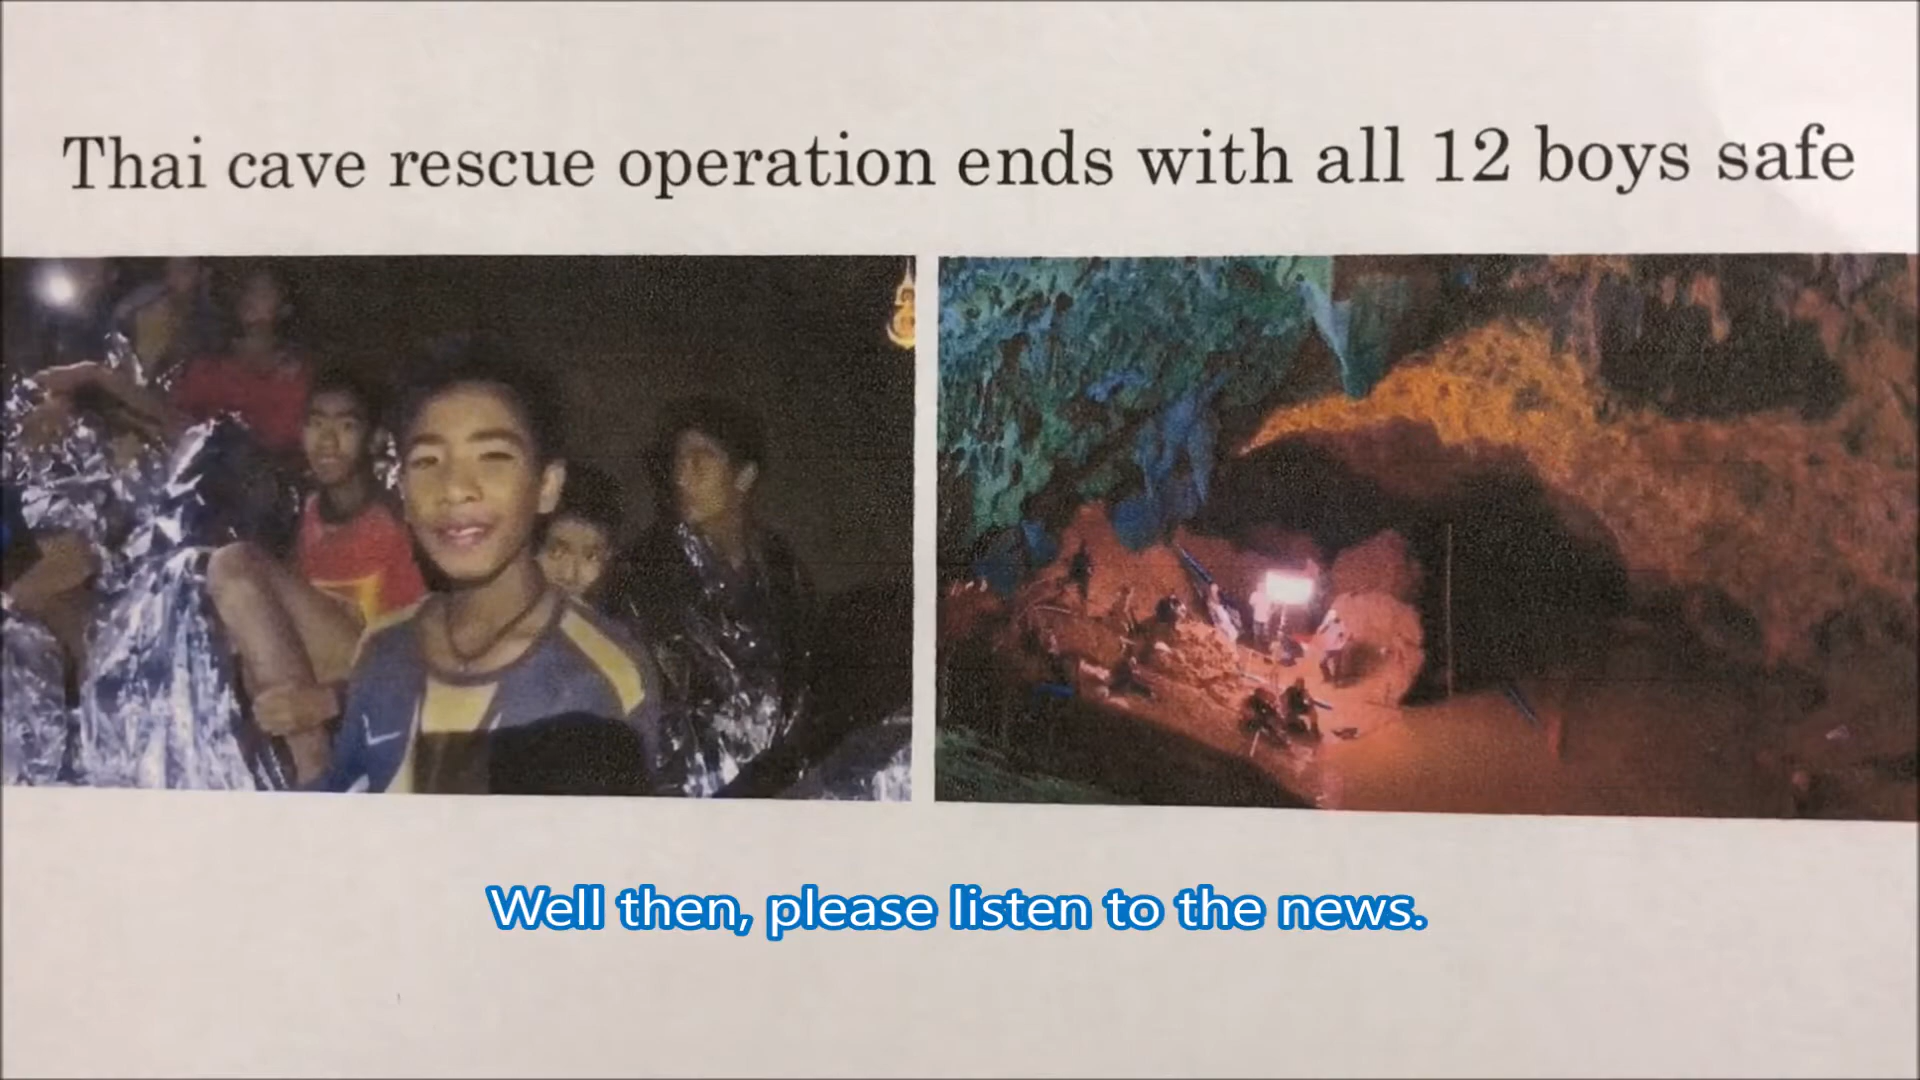 Thai cave rescue operation ends with all 12 boys safe
Well then, please listen to the news.